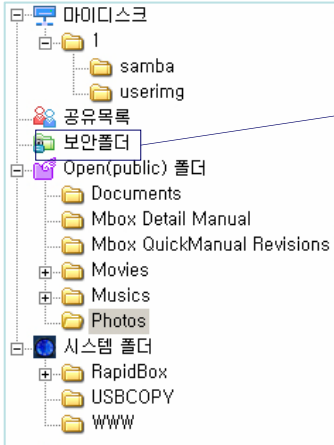 마이디스크
1
samba
userimg
공유목록
보안폴더
Open(public) 폴더
Documents
Mbox Detail Manual
Mbox QuickManual Revisions
Movies
Musics
Photos
시스템 폴더
RapidBox
USBCOPY
WWW